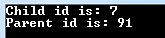 Child id is: 7
Parent id is: 91